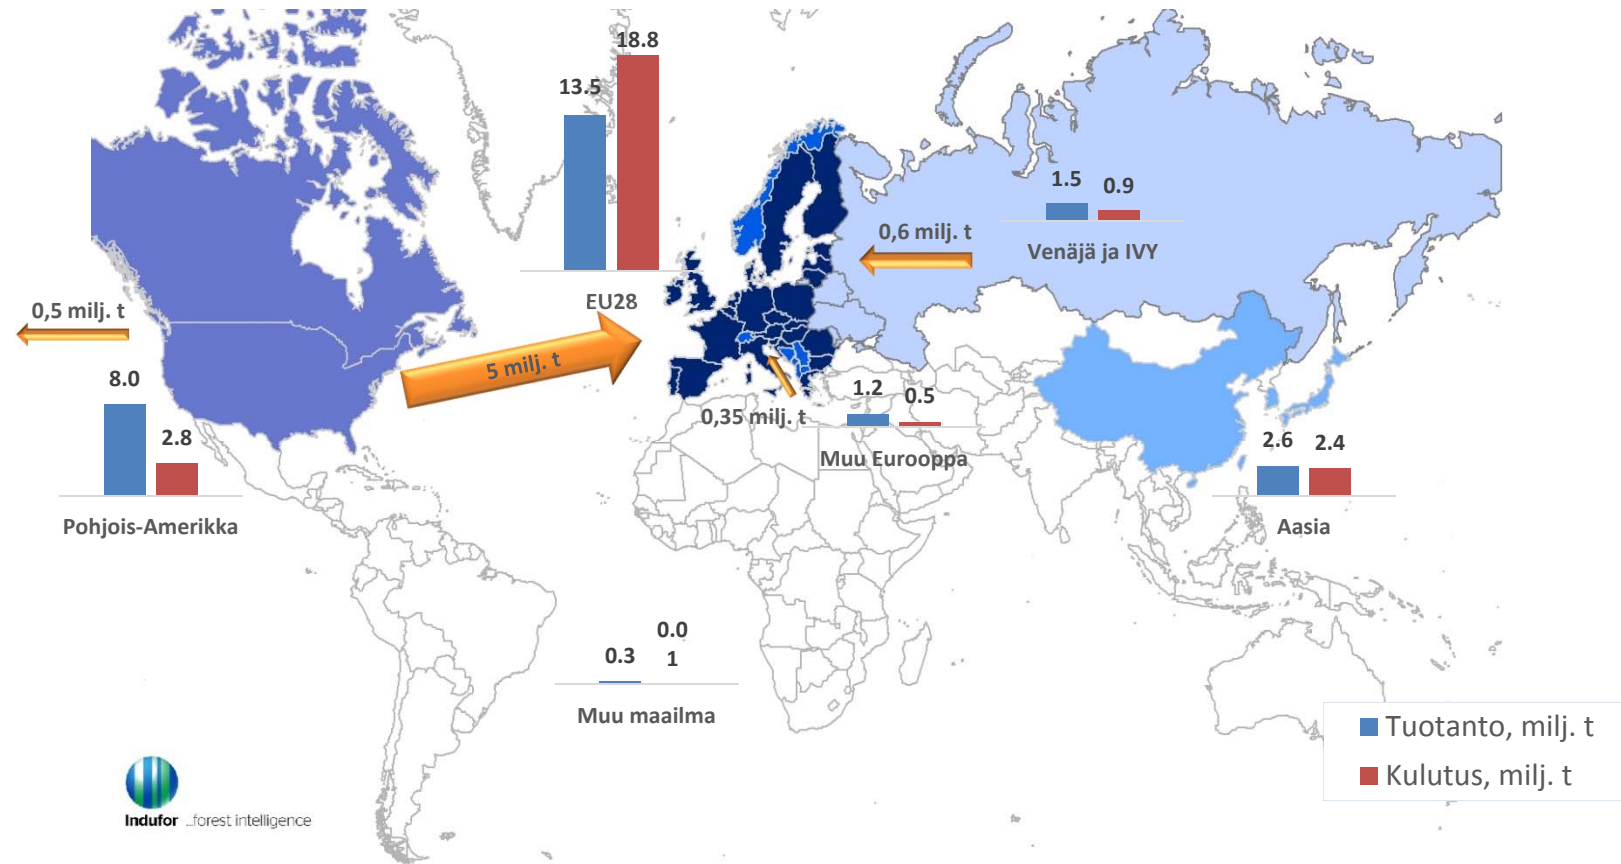 18.8
13.5
EU28
1.5
0.9
Venäjä ja IVY
0,6 milj. t
0,5 milj. t
5 milj. t
8.0
2.8
Pohjois-Amerikka
0,35 milj. t
1.2
0.5
Muu Eurooppa
2.6
2.4
Aasia
0.3
0.0
1
Muu maailma
Tuotanto, milj. t
Kulutus, milj. t
Indufor ...forest intelligence